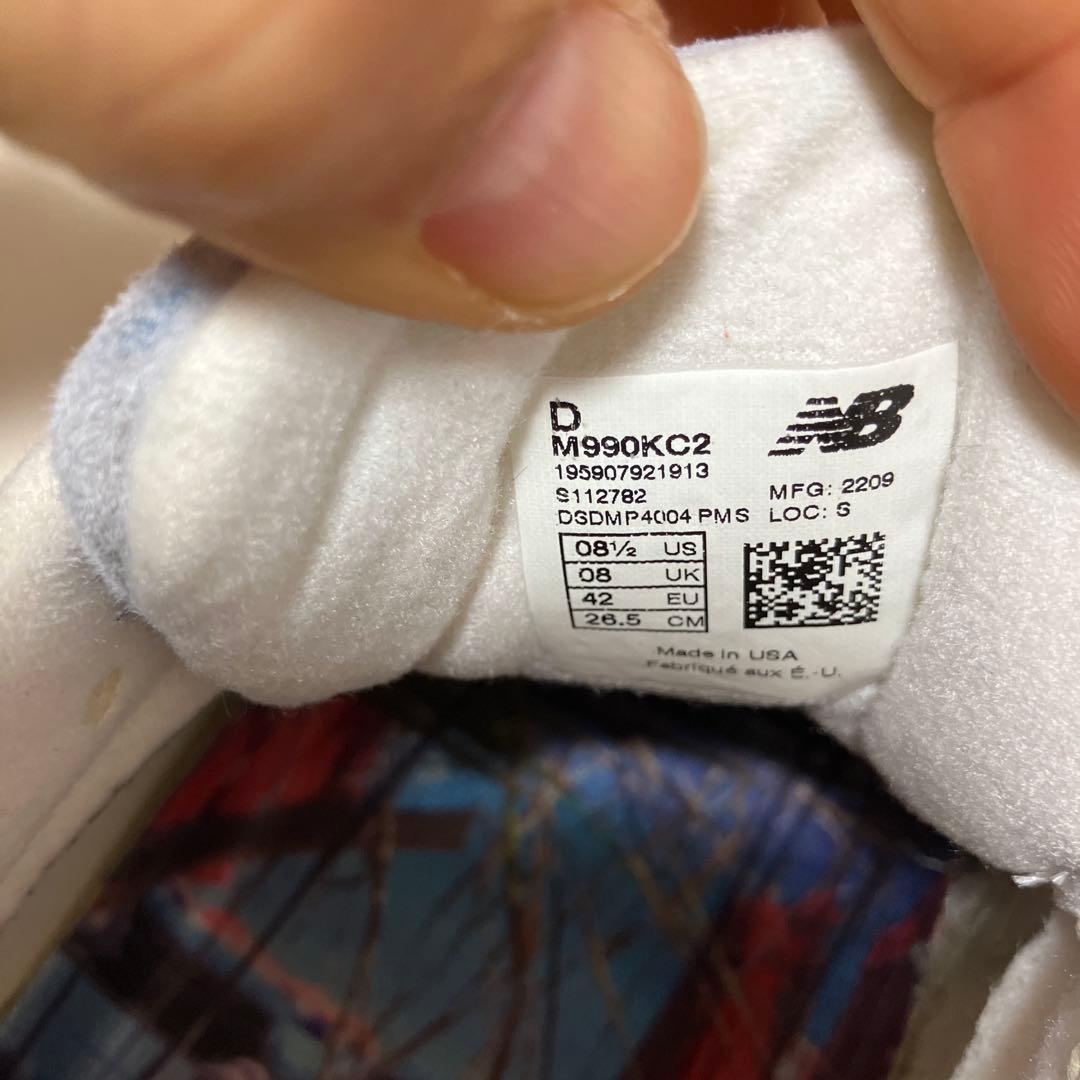 D
NB
M990KC2
195907921913
S112782
DSDMP4004 PMS
MFG: 2209
LOC: S
08½ US
08 UK
42 EU
26.5 CM
Made in USA
Fabriqué aux É.-U.